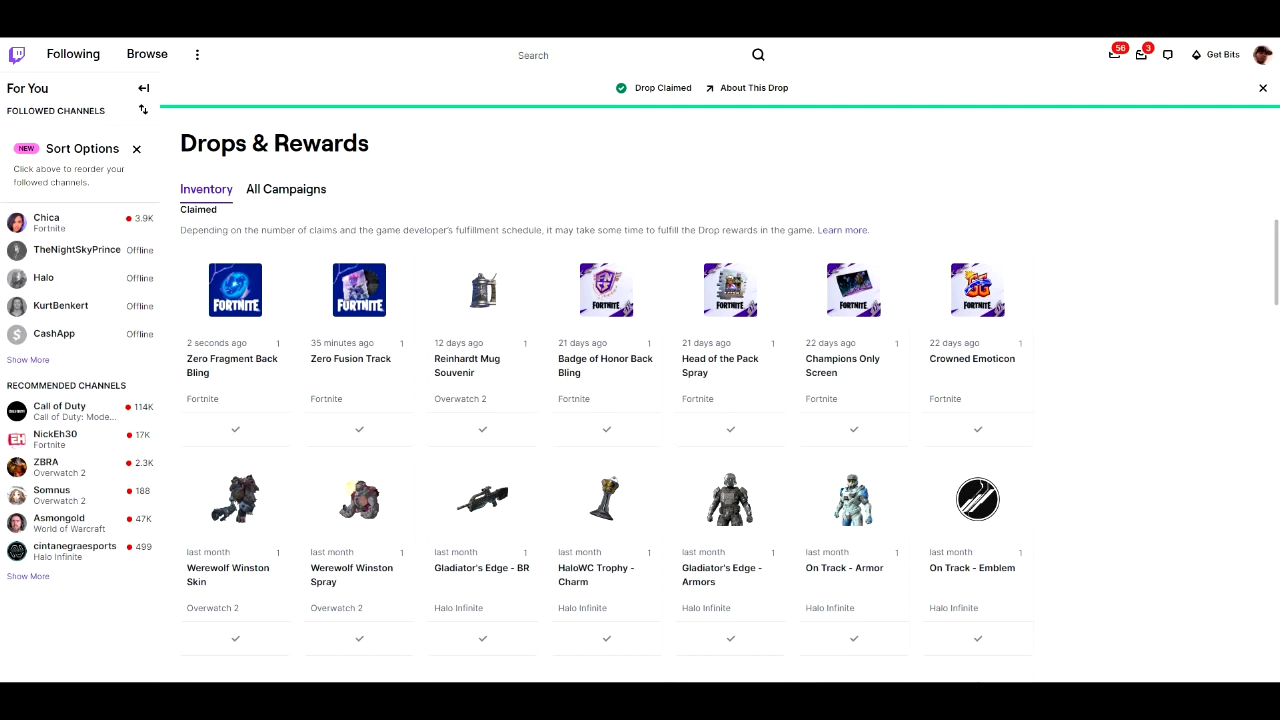 Following
Browse
Search
56
3
Get Bits
For You
FOLLOWED CHANNELS
NEW Sort Options
Click above to reorder your
followed channels.
Chica 3.9K
Fortnite
TheNightSkyPrince Offline
Halo Offline
KurtBenkert Offline
CashApp Offline
Show More
RECOMMENDED CHANNELS
Call of Duty 114K
Call of Duty: Mode...
NickEh30 17K
Fortnite
ZBRA 2.3K
Overwatch 2
Somnus 188
Overwatch 2
Asmongold 47K
World of Warcraft
cintanegraesports 499
Halo Infinite
Show More
Drop Claimed About This Drop
Drops & Rewards
Inventory All Campaigns
Claimed
Depending on the number of claims and the game developer's fulfillment schedule, it may take some time to fulfill the Drop rewards in the game. Learn more.
FORTNITE
2 seconds ago 1
Zero Fragment Back
Bling
Fortnite
FORTNITE
35 minutes ago 1
Zero Fusion Track
Fortnite
12 days ago 1
Reinhardt Mug
Souvenir
Overwatch 2
FORTNITE
21 days ago 1
Badge of Honor Back
Bling
Fortnite
FORTNITE
21 days ago 1
Head of the Pack
Spray
Fortnite
FORTNITE
22 days ago 1
Champions Only
Screen
Fortnite
FORTNITE
22 days ago 1
Crowned Emoticon
Fortnite
last month 1
Werewolf Winston
Skin
Overwatch 2
last month 1
Werewolf Winston
Spray
Overwatch 2
last month 1
Gladiator's Edge - BR
Halo Infinite
last month 1
HaloWC Trophy -
Charm
Halo Infinite
last month 1
Gladiator's Edge -
Armors
Halo Infinite
last month 1
On Track - Armor
Halo Infinite
last month 1
On Track - Emblem
Halo Infinite